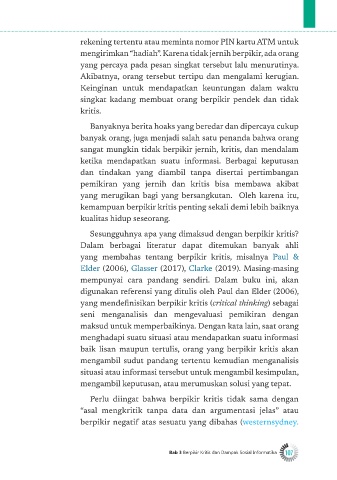 rekening tertentu atau meminta nomor PIN kartu ATM untuk
mengirimkan “hadiah”. Karena tidak jernih berpikir, ada orang
yang percaya pada pesan singkat tersebut lalu menurutinya.
Akibatnya, orang tersebut tertipu dan mengalami kerugian.
Keinginan untuk mendapatkan keuntungan dalam waktu
singkat kadang membuat orang berpikir pendek dan tidak
kritis.
Banyaknya berita hoaks yang beredar dan dipercaya cukup
banyak orang, juga menjadi salah satu penanda bahwa orang
sangat mungkin tidak berpikir jernih, kritis, dan mendalam
ketika mendapatkan suatu informasi. Berbagai keputusan
dan tindakan yang diambil tanpa disertai pertimbangan
pemikiran yang jernih dan kritis bisa membawa akibat
yang merugikan bagi yang bersangkutan. Oleh karena itu,
kemampuan berpikir kritis penting sekali demi lebih baiknya
kualitas hidup seseorang.
Sesungguhnya apa yang dimaksud dengan berpikir kritis?
Dalam berbagai literatur dapat ditemukan banyak ahli
yang membahas tentang berpikir kritis, misalnya Paul &
Elder (2006), Glasser (2017), Clarke (2019). Masing-masing
mempunyai cara pandang sendiri. Dalam buku ini, akan
digunakan referensi yang ditulis oleh Paul dan Elder (2006),
yang mendefinisikan berpikir kritis (critical thinking) sebagai
seni menganalisis dan mengevaluasi pemikiran dengan
maksud untuk memperbaikinya. Dengan kata lain, saat orang
menghadapi suatu situasi atau mendapatkan suatu informasi
baik lisan maupun tertulis, orang yang berpikir kritis akan
mengambil sudut pandang tertentu kemudian menganalisis
situasi atau informasi tersebut untuk mengambil kesimpulan,
mengambil keputusan, atau merumuskan solusi yang tepat.
Perlu diingat bahwa berpikir kritis tidak sama dengan
“asal mengkritik tanpa data dan argumentasi jelas” atau
berpikir negatif atas sesuatu yang dibahas (westernsydney.
Bab 3 Berpikir Kritis dan Dampak Sosial Informatika 107